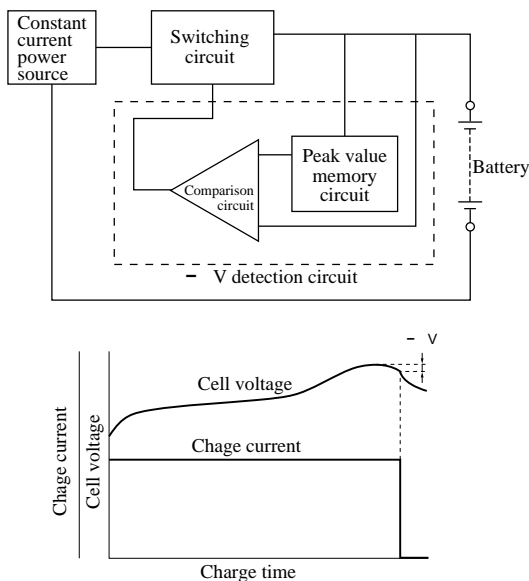 Constant
current
power
source
Switching
circuit
Peak value
memory
circuit
Comparison
circuit
Battery
− V detection circuit
− V
Cell voltage
Chage current
Chage current
Cell voltage
Charge time